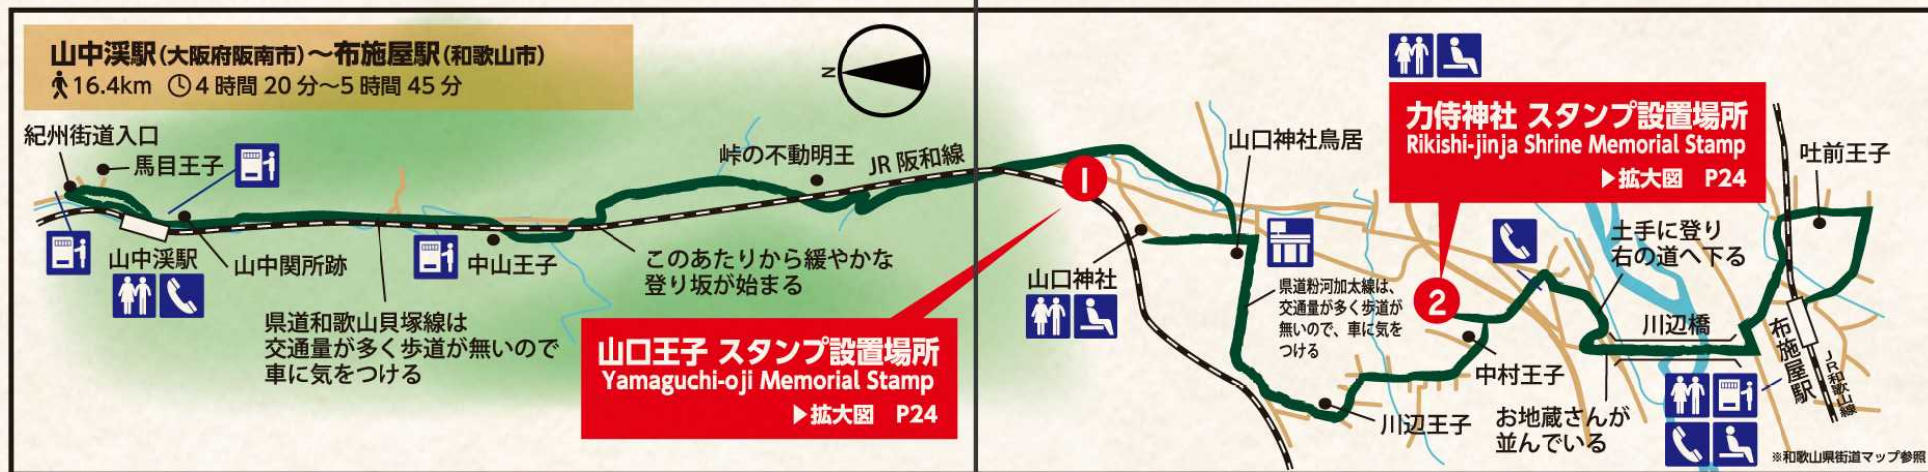 山中渓駅(大阪府阪南市)～布施屋駅(和歌山市)
16.4km 4時間20分～5時間45分
N
紀州街道入口
馬目王子
山中渓駅
山中関所跡
県道和歌山貝塚線は
交通量が多く歩道が無いので
車に気をつける
中山王子
このあたりから緩やかな
登り坂が始まる
峠の不動明王
JR阪和線
1
山口王子 スタンプ設置場所
Yamaguchi-oji Memorial Stamp
▶拡大図 P24
山口神社
山口神社鳥居
県道粉河加太線は、
交通量が多く歩道が
無いので、車に気を
つける
川辺王子
力侍神社 スタンプ設置場所
Rikishi-jinja Shrine Memorial Stamp
▶拡大図 P24
2
中村王子
土手に登り
右の道へ下る
川辺橋
お地蔵さんが
並んでいる
吐前王子
布施屋駅
JR和歌山線
※和歌山県街道マップ参照